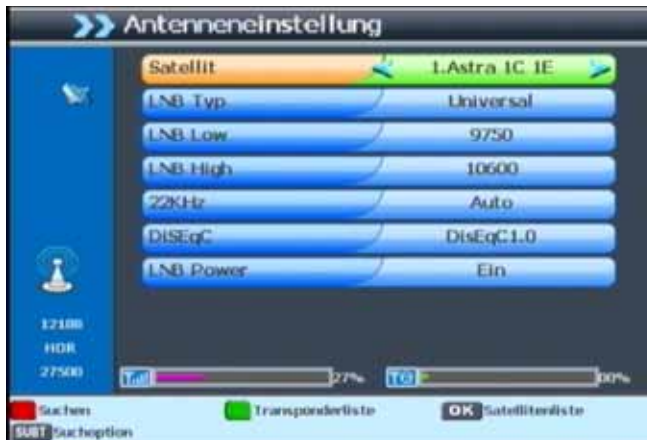 Antenneneinstellung
Satellit 1.Astra 1C 1E
LNB Typ Universal
LNB Low 9750
LNB High 10600
22KHz Auto
DISEqC DisEqC1.0
LNB Power Ein
HOR
27500
27%
00%
Suchen Transponderliste OK Satellitenliste
SUBT Suchoption